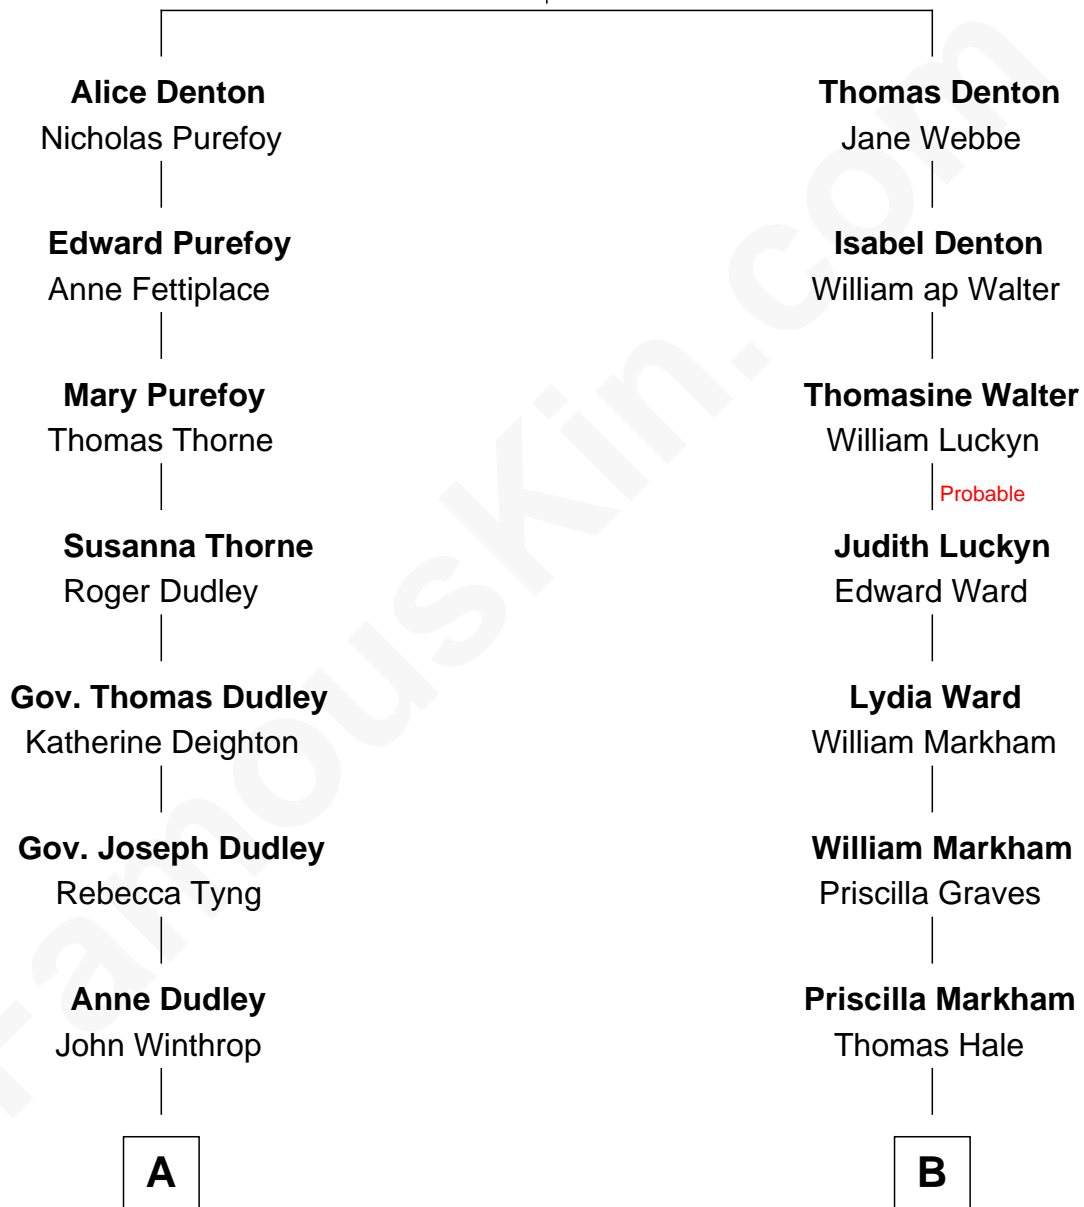 Alice Denton
Nicholas Purefoy
Edward Purefoy
Anne Fettiplace
Mary Purefoy
Thomas Thorne
Susanna Thorne
Roger Dudley
Gov. Thomas Dudley
Katherine Deighton
Gov. Joseph Dudley
Rebecca Tyng
Anne Dudley
John Winthrop
A
Thomas Denton
Jane Webbe
Isabel Denton
William ap Walter
Thomasine Walter
William Luckyn
Probable
Judith Luckyn
Edward Ward
Lydia Ward
William Markham
William Markham
Priscilla Graves
Priscilla Markham
Thomas Hale
B
FamousKin.com